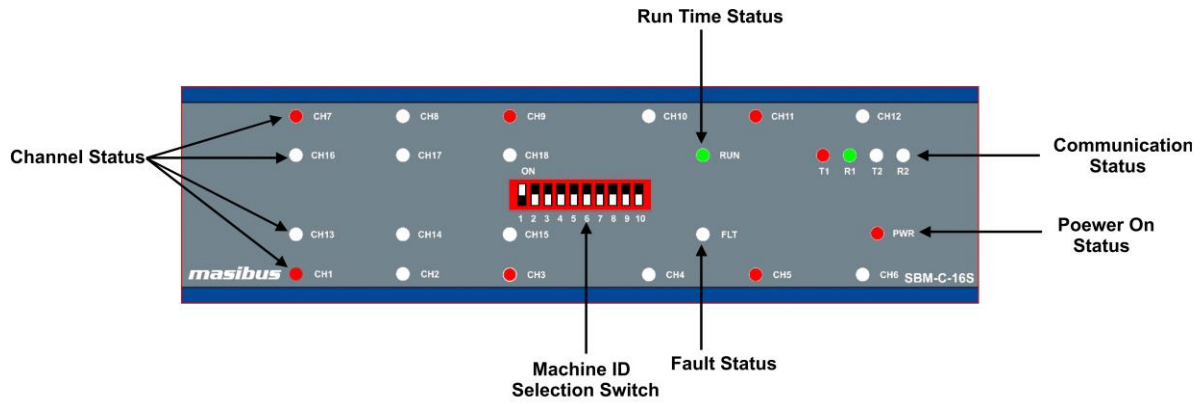 Run Time Status
CH7 CH8 CH9 CH10 CH11 CH12
Channel Status
CH16 CH17 CH18 RUN
T1 R1 T2 R2
Communication
Status
ON
1 2 3 4 5 6 7 8 9 10
CH13 CH14 CH15 FLT PWR
Poewer On
Status
masibus CH1 CH2 CH3 CH4 CH5 CH6 SBM-C-16S
Machine ID
Selection Switch
Fault Status